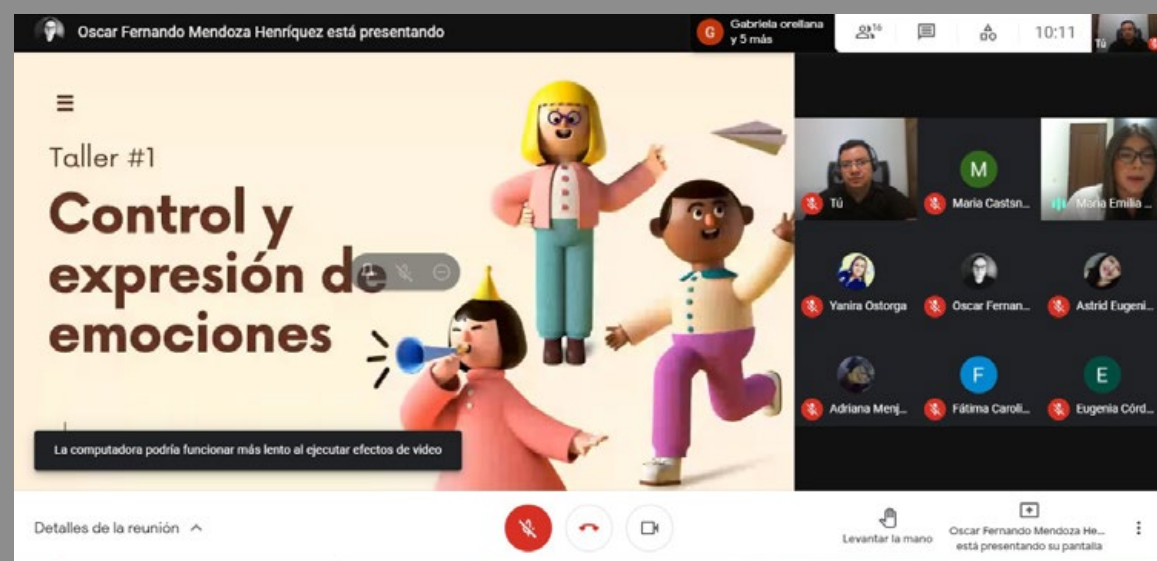 Oscar Fernando Mendoza Henríquez está presentando
G
Gabriela orellana
y 5 más
16
10:11
Tú
Taller #1
Control y
expresión de
emociones
La computadora podría funcionar más lento al ejecutar efectos de video
Tú
M
Maria Castsn...
Maria Emilia ...
Yanira Ostorga
Oscar Fernan...
Astrid Eugeni...
Adriana Menj...
F
Fátima Caroli...
E
Eugenia Córd...
Detalles de la reunión
Levantar la mano
Oscar Fernando Mendoza He...
está presentando su pantalla